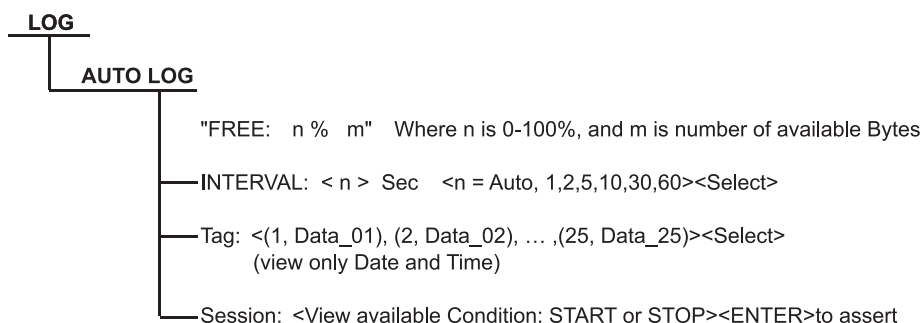 LOG
AUTO LOG
"FREE: n % m" Where n is 0-100%, and m is number of available Bytes
INTERVAL: < n > Sec <n = Auto, 1,2,5,10,30,60><Select>
Tag: <(1, Data_01), (2, Data_02), ... ,(25, Data_25)><Select>
(view only Date and Time)
Session: <View available Condition: START or STOP><ENTER>to assert